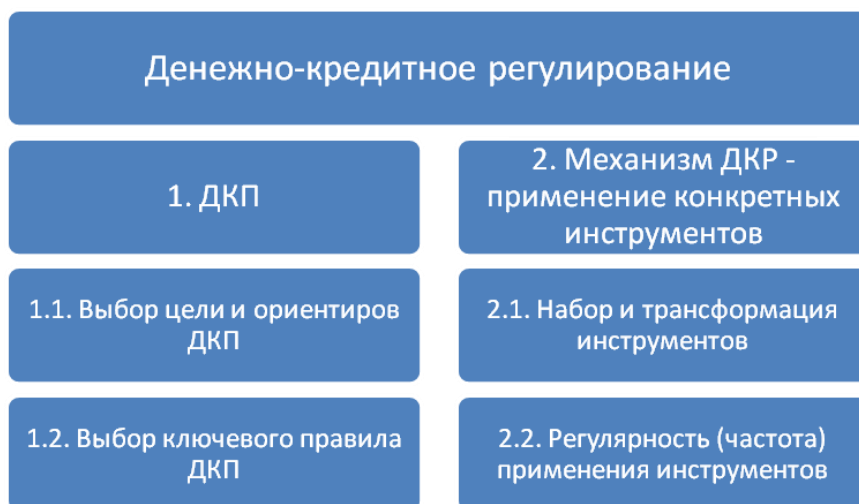 Денежно-кредитное регулирование
1. ДКП
2. Механизм ДКР -
применение конкретных
инструментов
1.1. Выбор цели и ориентиров
ДКП
2.1. Набор и трансформация
инструментов
1.2. Выбор ключевого правила
ДКП
2.2. Регулярность (частота)
применения инструментов